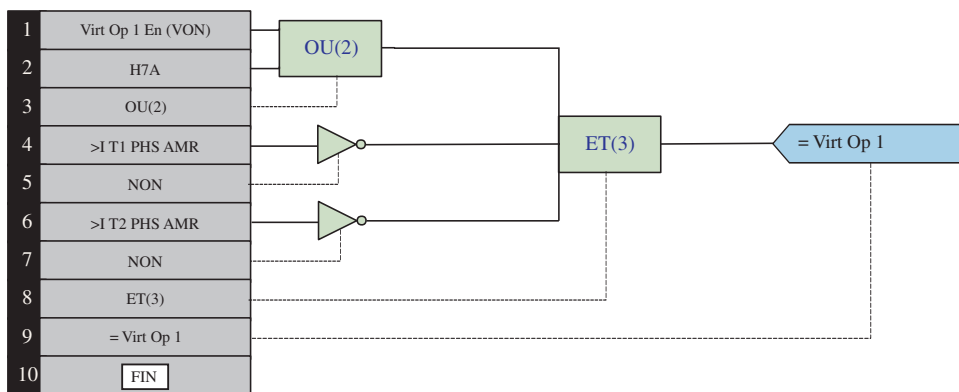 1 Virt Op 1 En (VON)
2 H7A
3 OU(2)
4 >I T1 PHS AMR
5 NON
6 >I T2 PHS AMR
7 NON
8 ET(3)
9 = Virt Op 1
10 FIN
OU(2)
ET(3)
= Virt Op 1